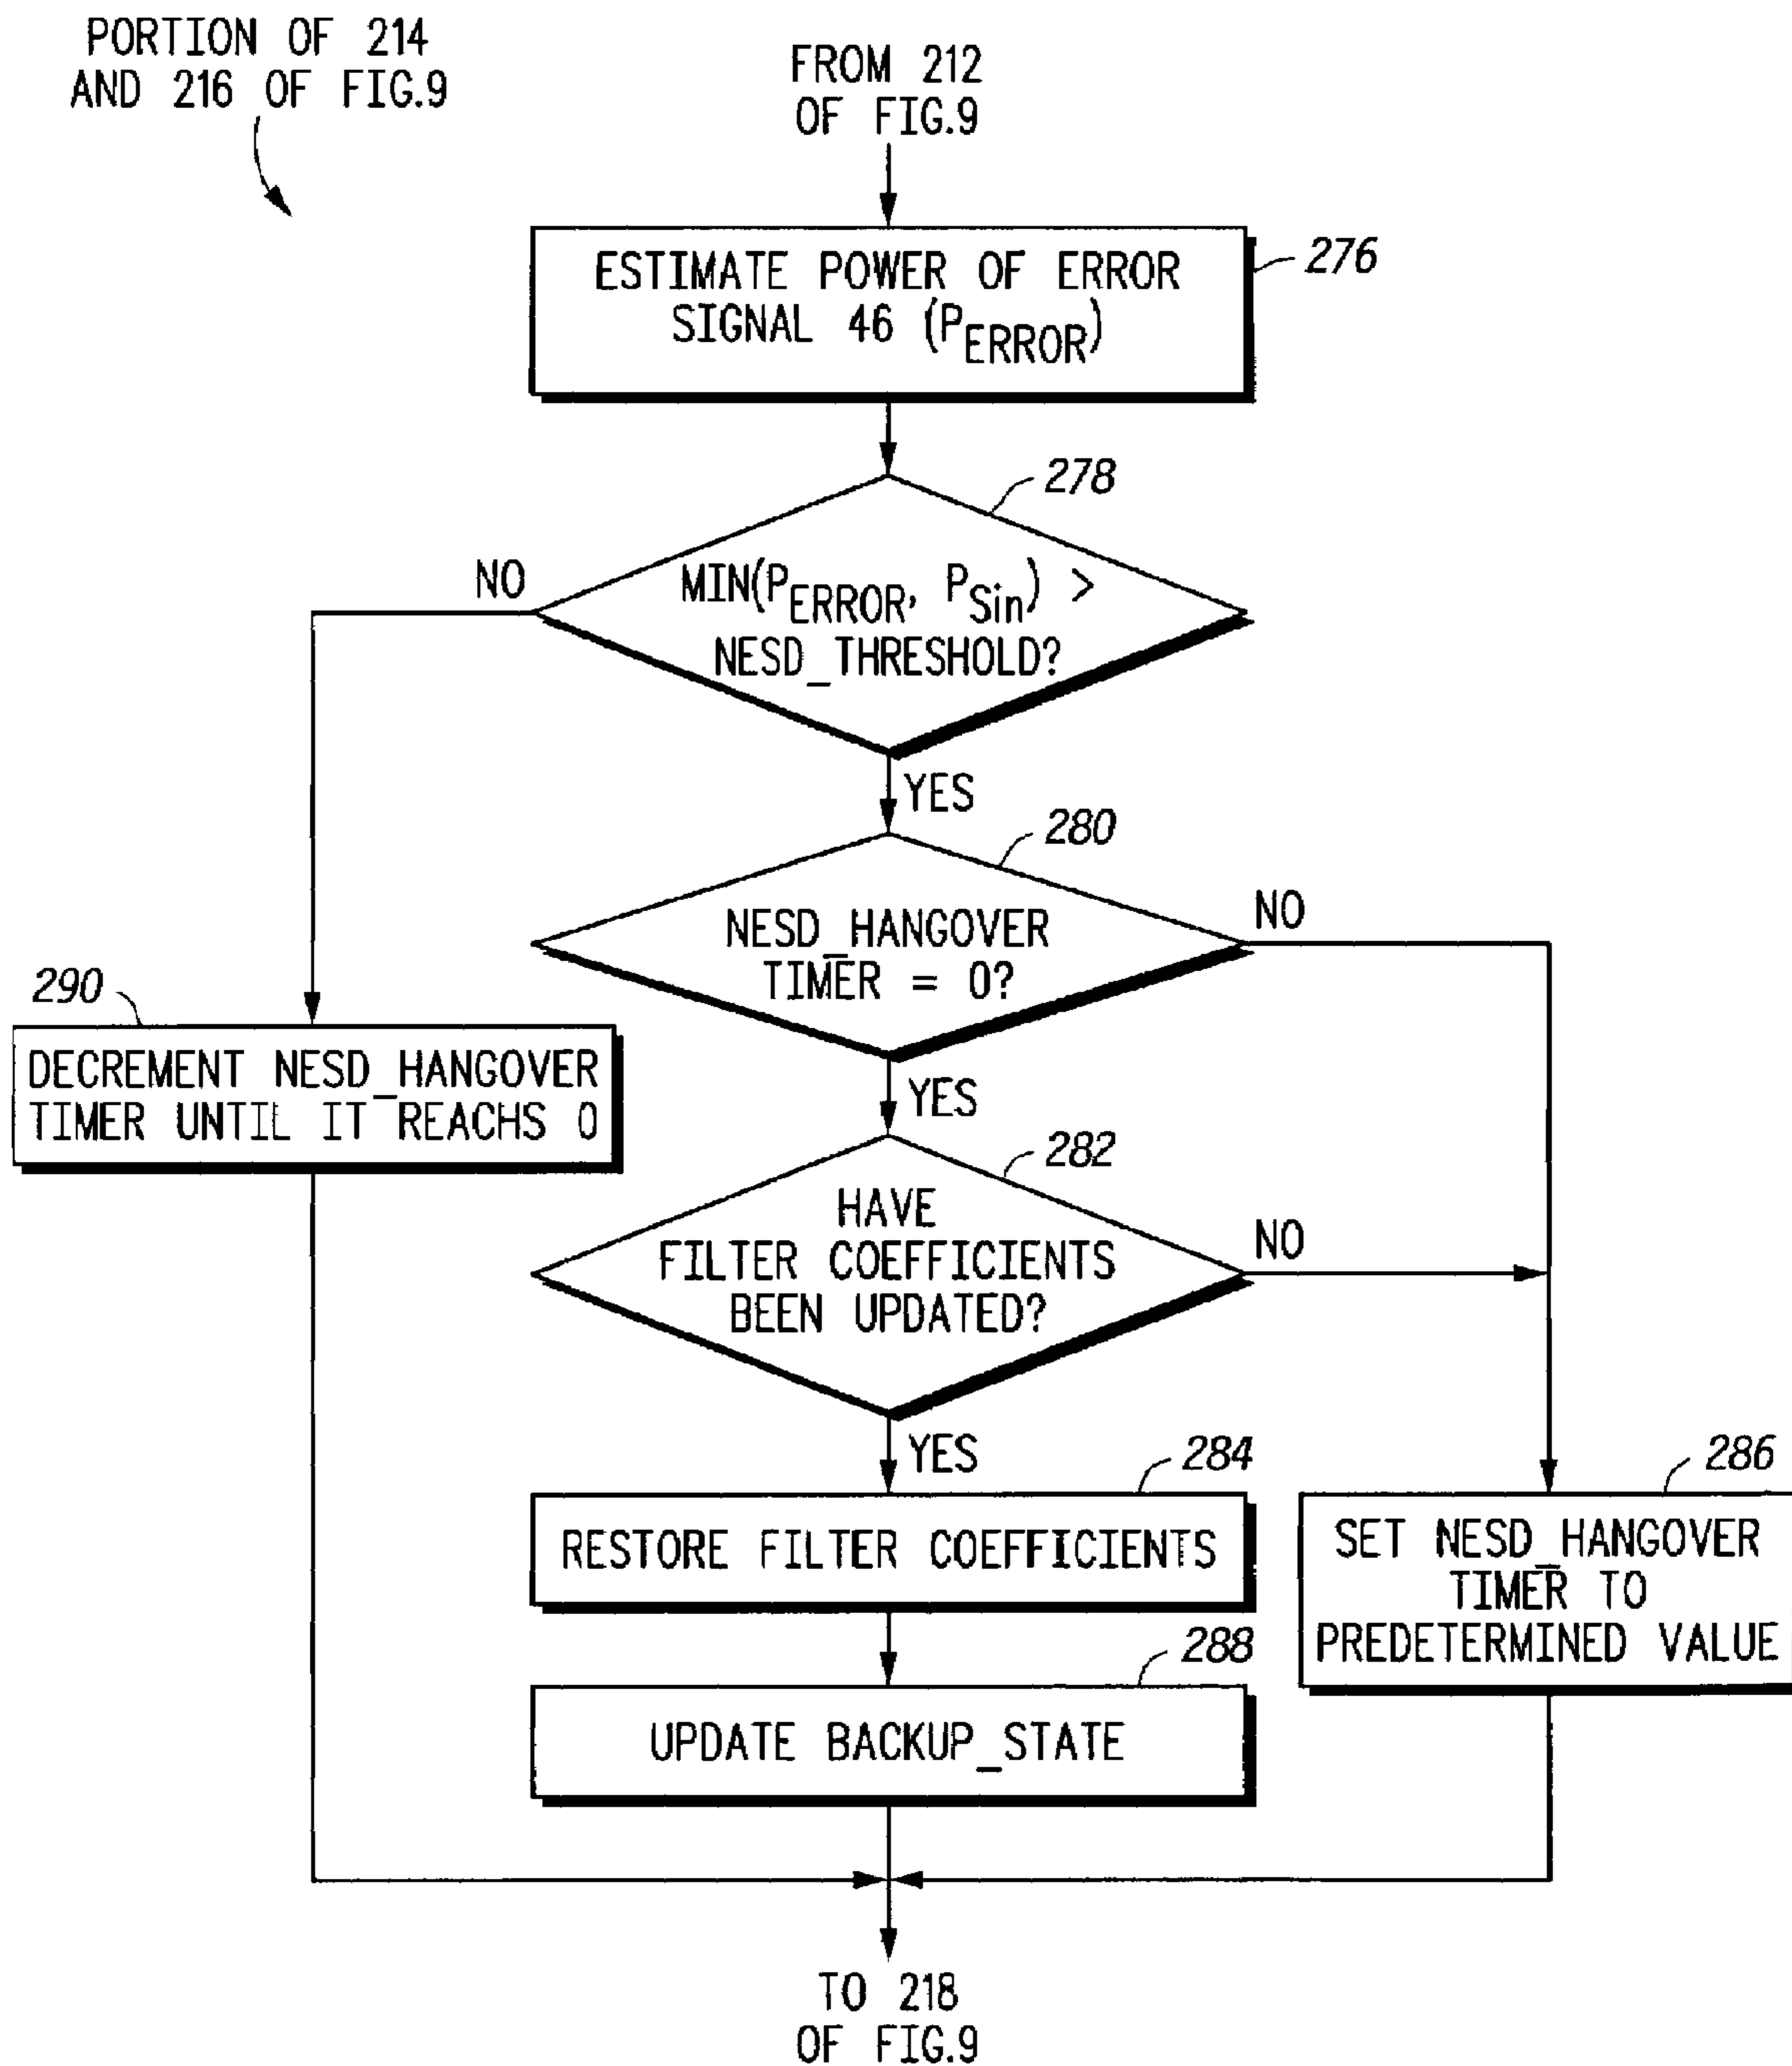 PORTION OF 214
AND 216 OF FIG.9
FROM 212
OF FIG.9
ESTIMATE POWER OF ERROR
SIGNAL 46 (PERROR)
276
278
NO
MIN(PERROR, PSin) >
NESD_THRESHOLD?
YES
280
NESD_HANGOVER
TIMER = 0?
NO
290
DECREMENT NESD_HANGOVER
TIMER UNTIL IT REACHS 0
YES
282
HAVE
FILTER COEFFICIENTS
BEEN UPDATED?
NO
YES
284
RESTORE FILTER COEFFICIENTS
286
SET NESD_HANGOVER
TIMER TO
PREDETERMINED VALUE
288
UPDATE BACKUP_STATE
TO 218
OF FIG.9